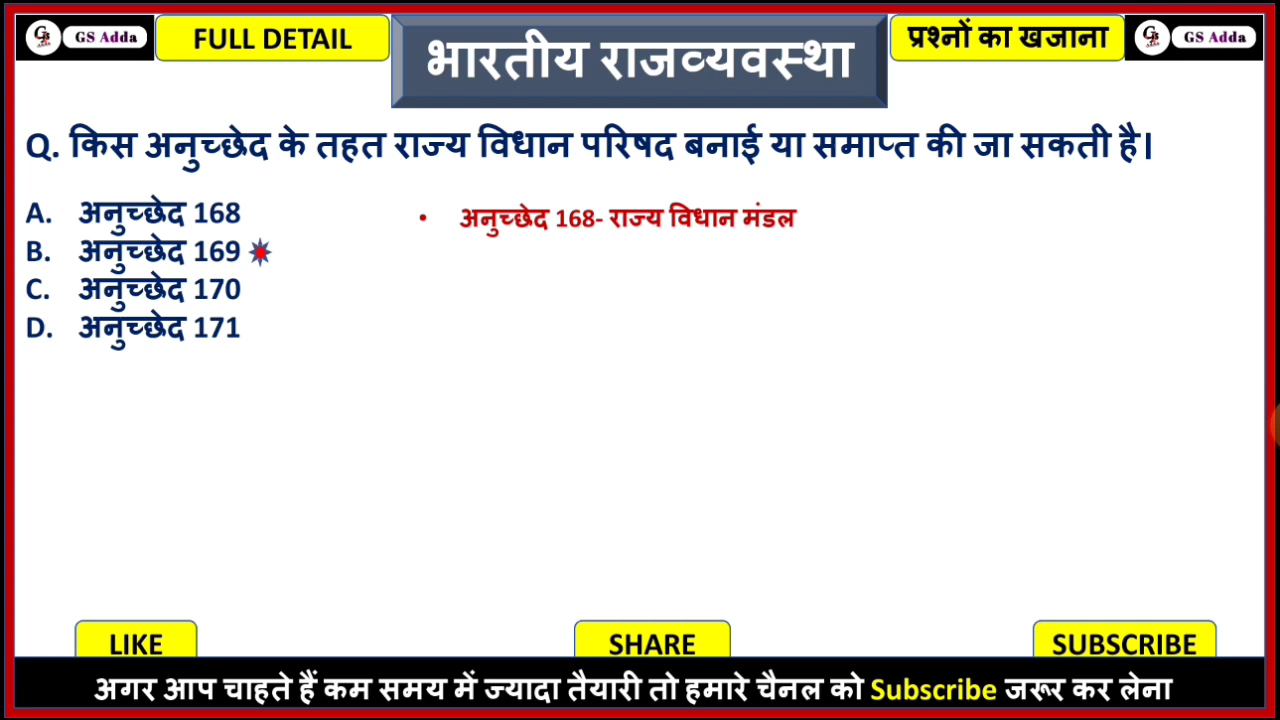 GS Adda
FULL DETAIL
भारतीय राजव्यवस्था
प्रश्नों का खजाना
GS Adda
Q. किस अनुच्छेद के तहत राज्य विधान परिषद बनाई या समाप्त की जा सकती है।
A. अनुच्छेद 168
B. अनुच्छेद 169
C. अनुच्छेद 170
D. अनुच्छेद 171
• अनुच्छेद 168- राज्य विधान मंडल
LIKE
SHARE
SUBSCRIBE
अगर आप चाहते हैं कम समय में ज्यादा तैयारी तो हमारे चैनल को Subscribe जरूर कर लेना